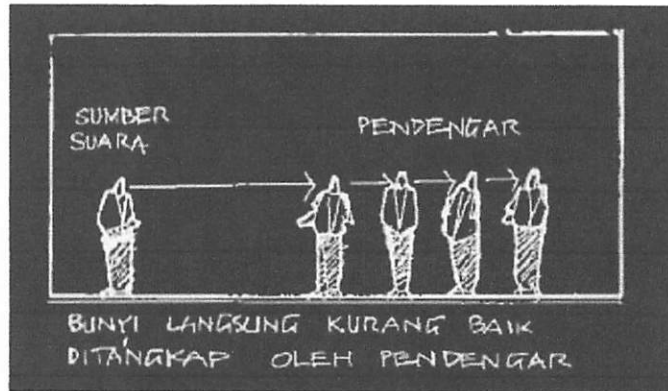 SUMBER
SUARA
PENDENGAR
BUNYI LANGSUNG KURANG BAIK
DITANGKAP OLEH PENDENGAR